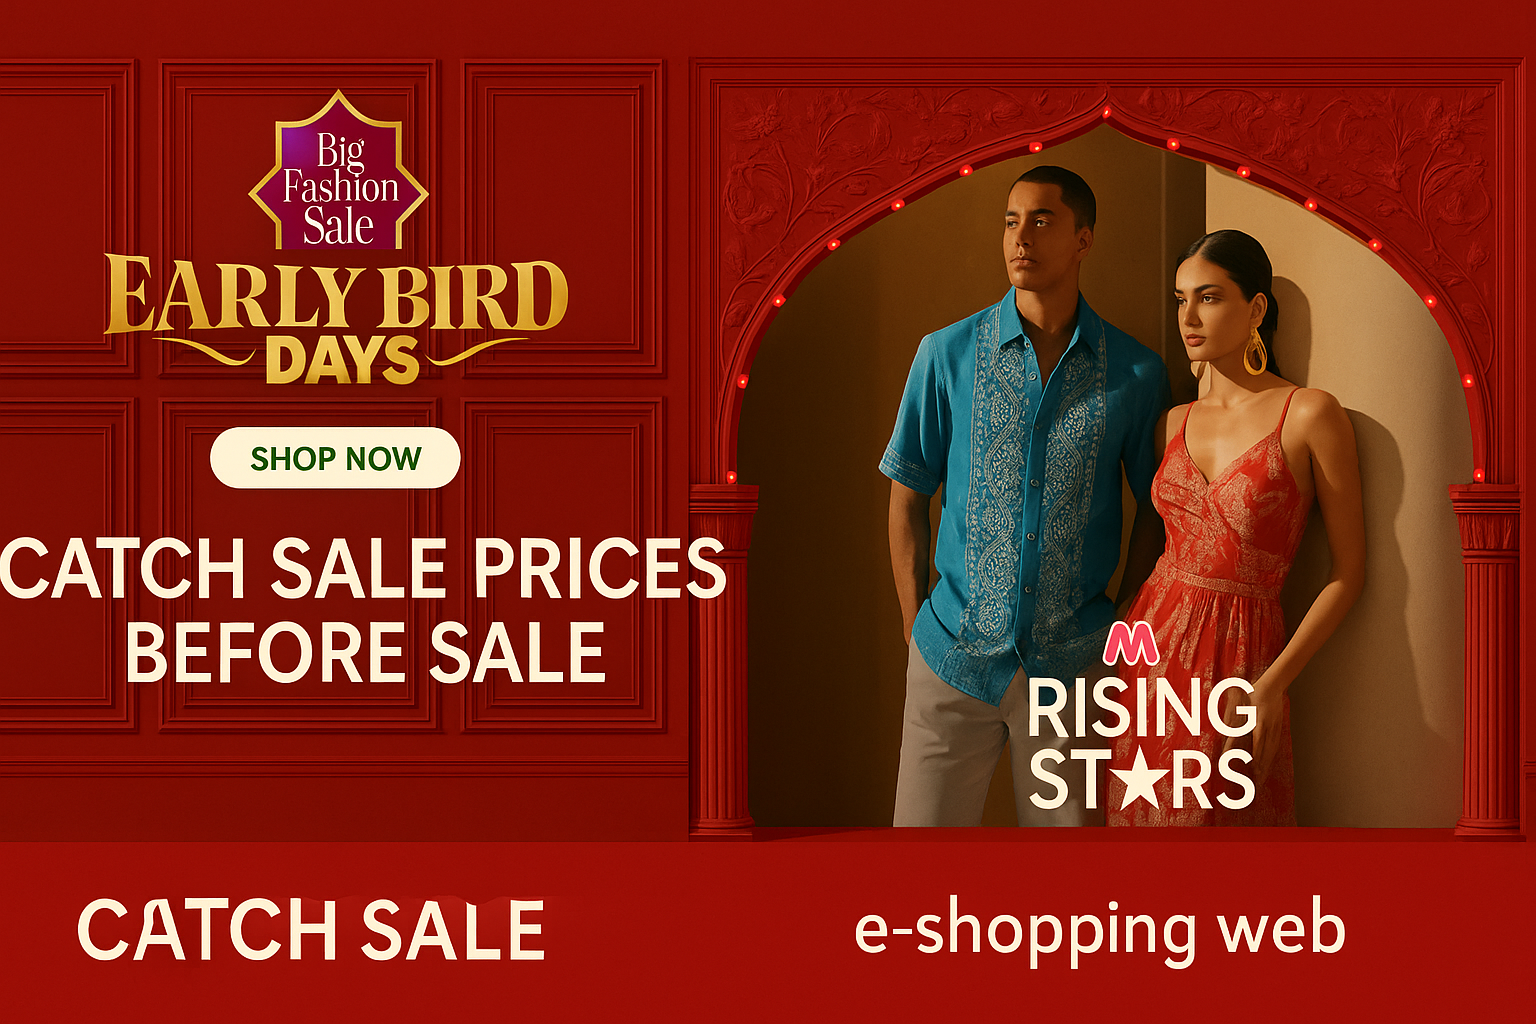 Big
Fashion
Sale
EARLY BIRD
DAYS
SHOP NOW
CATCH SALE PRICES
BEFORE SALE
M
RISING
ST★RS
CATCH SALE
e-shopping web